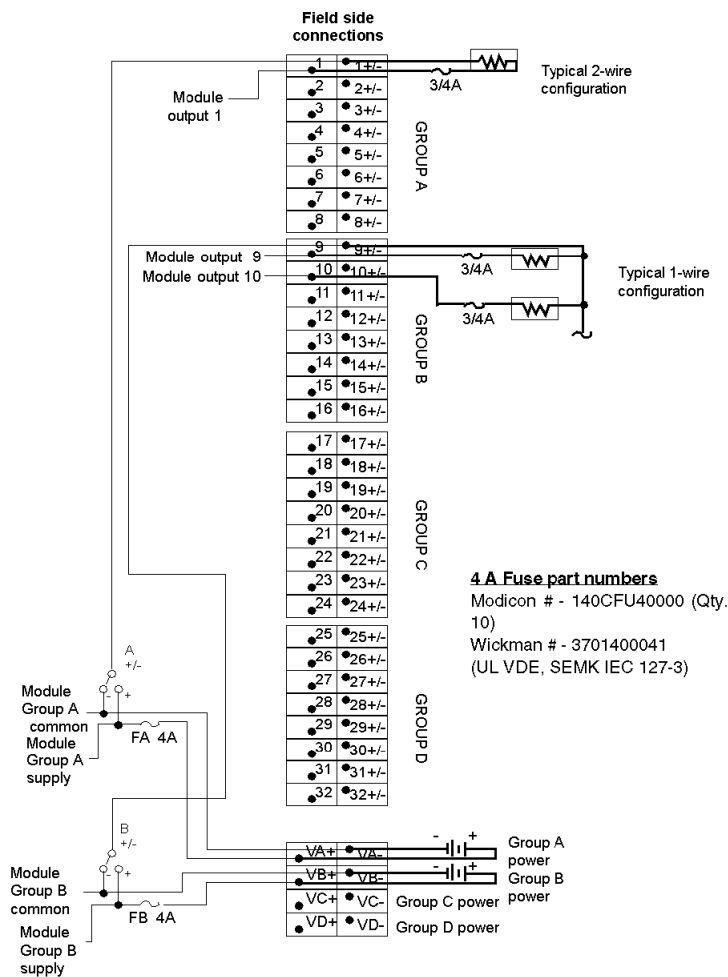 Field side
connections
1 1+/-
2 2+/-
3 3+/-
4 4+/-
5 5+/-
6 6+/-
7 7+/-
8 8+/-
GROUP A
Module
output 1
3/4A
Typical 2-wire
configuration
9 9+/-
10 10+/-
11 11+/-
12 12+/-
13 13+/-
14 14+/-
15 15+/-
16 16+/-
GROUP B
Module output 9
Module output 10
3/4A
3/4A
Typical 1-wire
configuration
17 17+/-
18 18+/-
19 19+/-
20 20+/-
21 21+/-
22 22+/-
23 23+/-
24 24+/-
GROUP C
4 A Fuse part numbers
Modicon # - 140CFU40000 (Qty.
10)
Wickman # - 3701400041
(UL VDE, SEMK IEC 127-3)
25 25+/-
26 26+/-
27 27+/-
28 28+/-
29 29+/-
30 30+/-
31 31+/-
32 32+/-
GROUP D
A
+/-
- +
Module
Group A
common
Module
Group A
supply
FA 4A
B
+/-
- +
Module
Group B
common
Module
Group B
supply
FB 4A
VA+ VA-
VB+ VB-
VC+ VC- Group C power
VD+ VD- Group D power
- +
Group A
power
- +
Group B
power